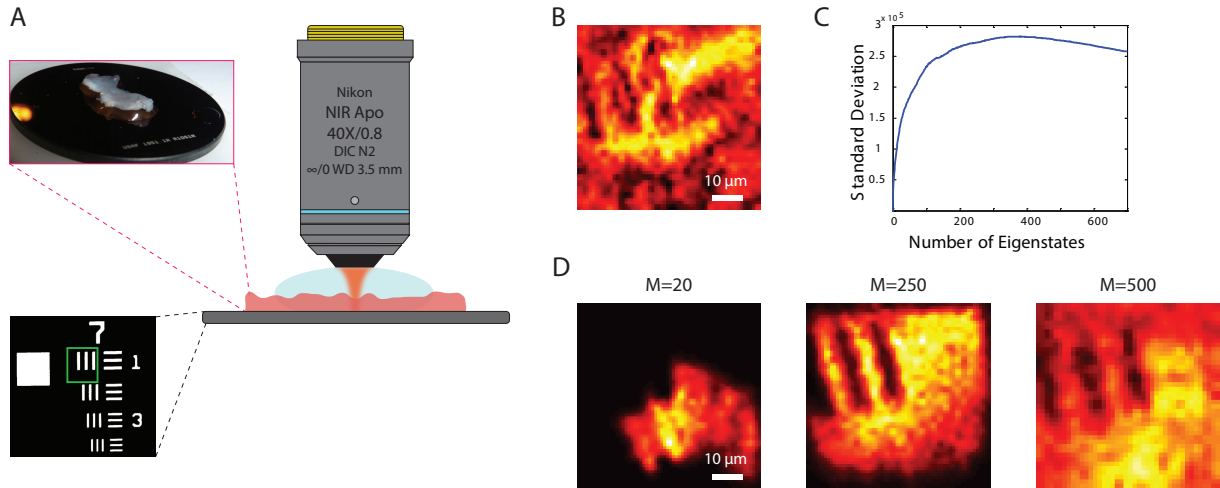 A
Nikon
NIR Apo
40X/0.8
DIC N2
∞/0 WD 3.5 mm
7
1
3
B
10 µm
C
3 x 10⁵
2.5
2
1.5
1
0.5
0
200
400
600
Standard Deviation
Number of Eigenstates
D
M=20
M=250
M=500
10 µm